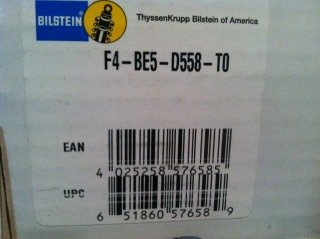 BILSTEIN
ThyssenKrupp Bilstein of America
F4-BE5-D558-T0
EAN
4 025258 576585
UPC
6 51860 57658 9